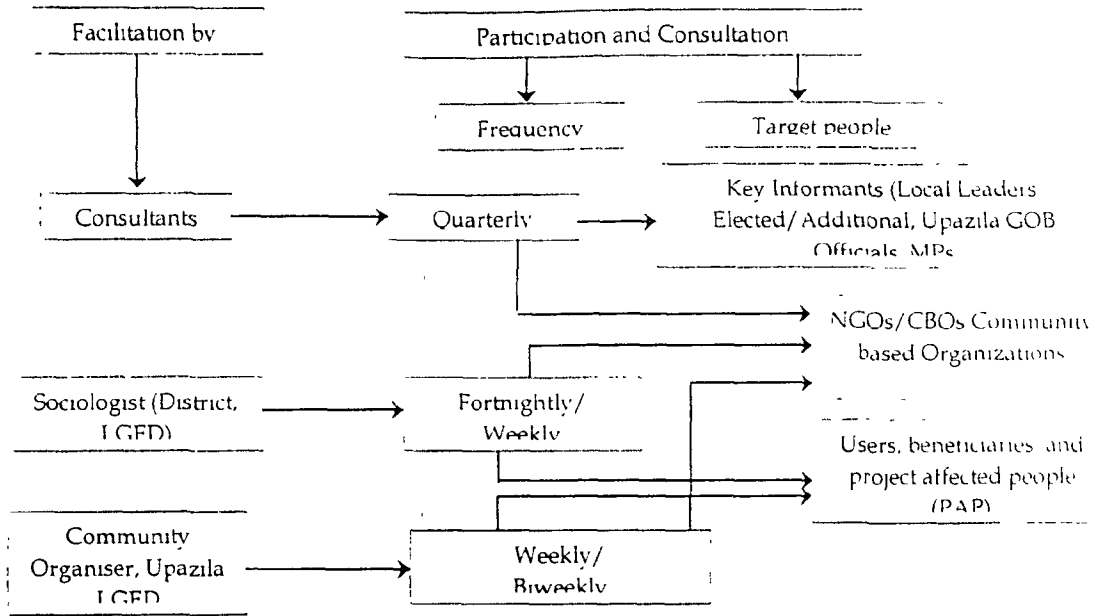 Facilitation by
Participation and Consultation
Frequency
Target people
Consultants
Quarterly
Key Informants (Local Leaders
Elected/Additional, Upazila GOB
Officials, MPs
NGOs/CBOs Community
based Organizations
Sociologist (District,
LGED)
Fortnightly/
Weekly
Users, beneficiaries and
project affected people
(PAP)
Community
Organiser, Upazila
LGED
Weekly/
Biweekly